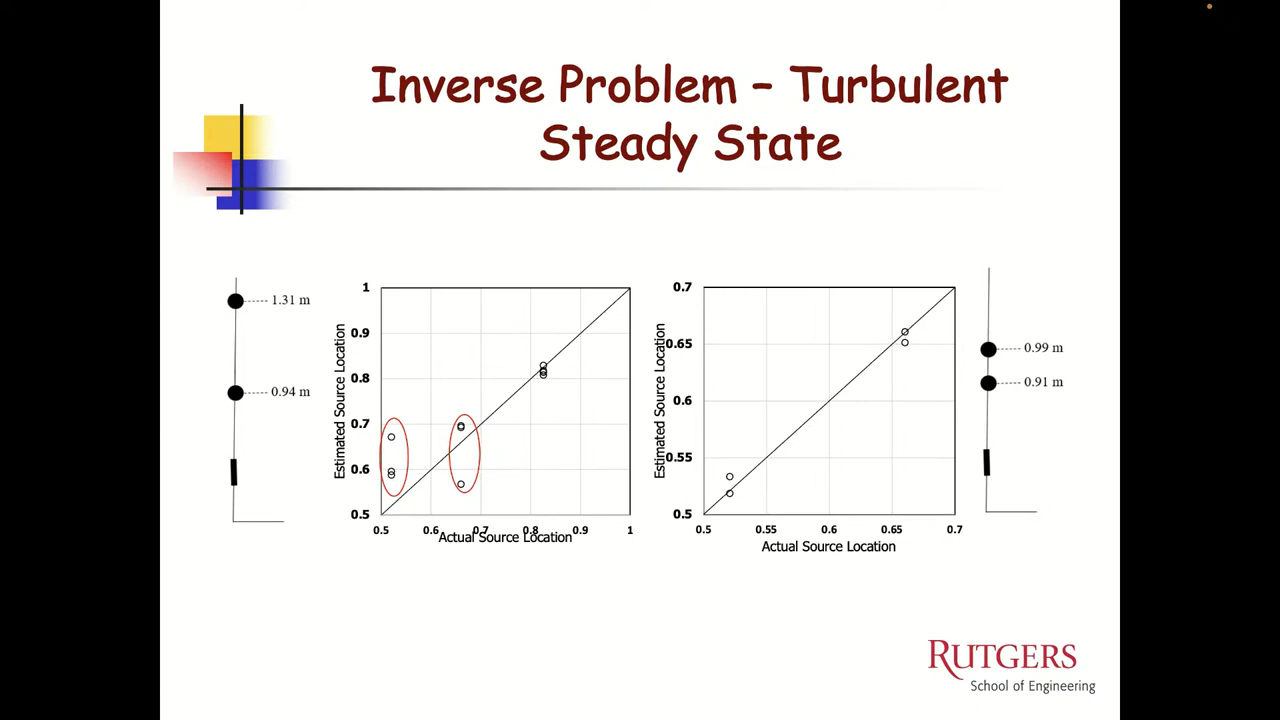 Inverse Problem – Turbulent
Steady State
1.31 m
0.94 m
Estimated Source Location
1
0.9
0.8
0.7
0.6
0.5
0.5 0.6 0.7 0.8 0.9 1
Actual Source Location
Estimated Source Location
0.7
0.65
0.6
0.55
0.5
0.5 0.55 0.6 0.65 0.7
Actual Source Location
0.99 m
0.91 m
RUTGERS
School of Engineering